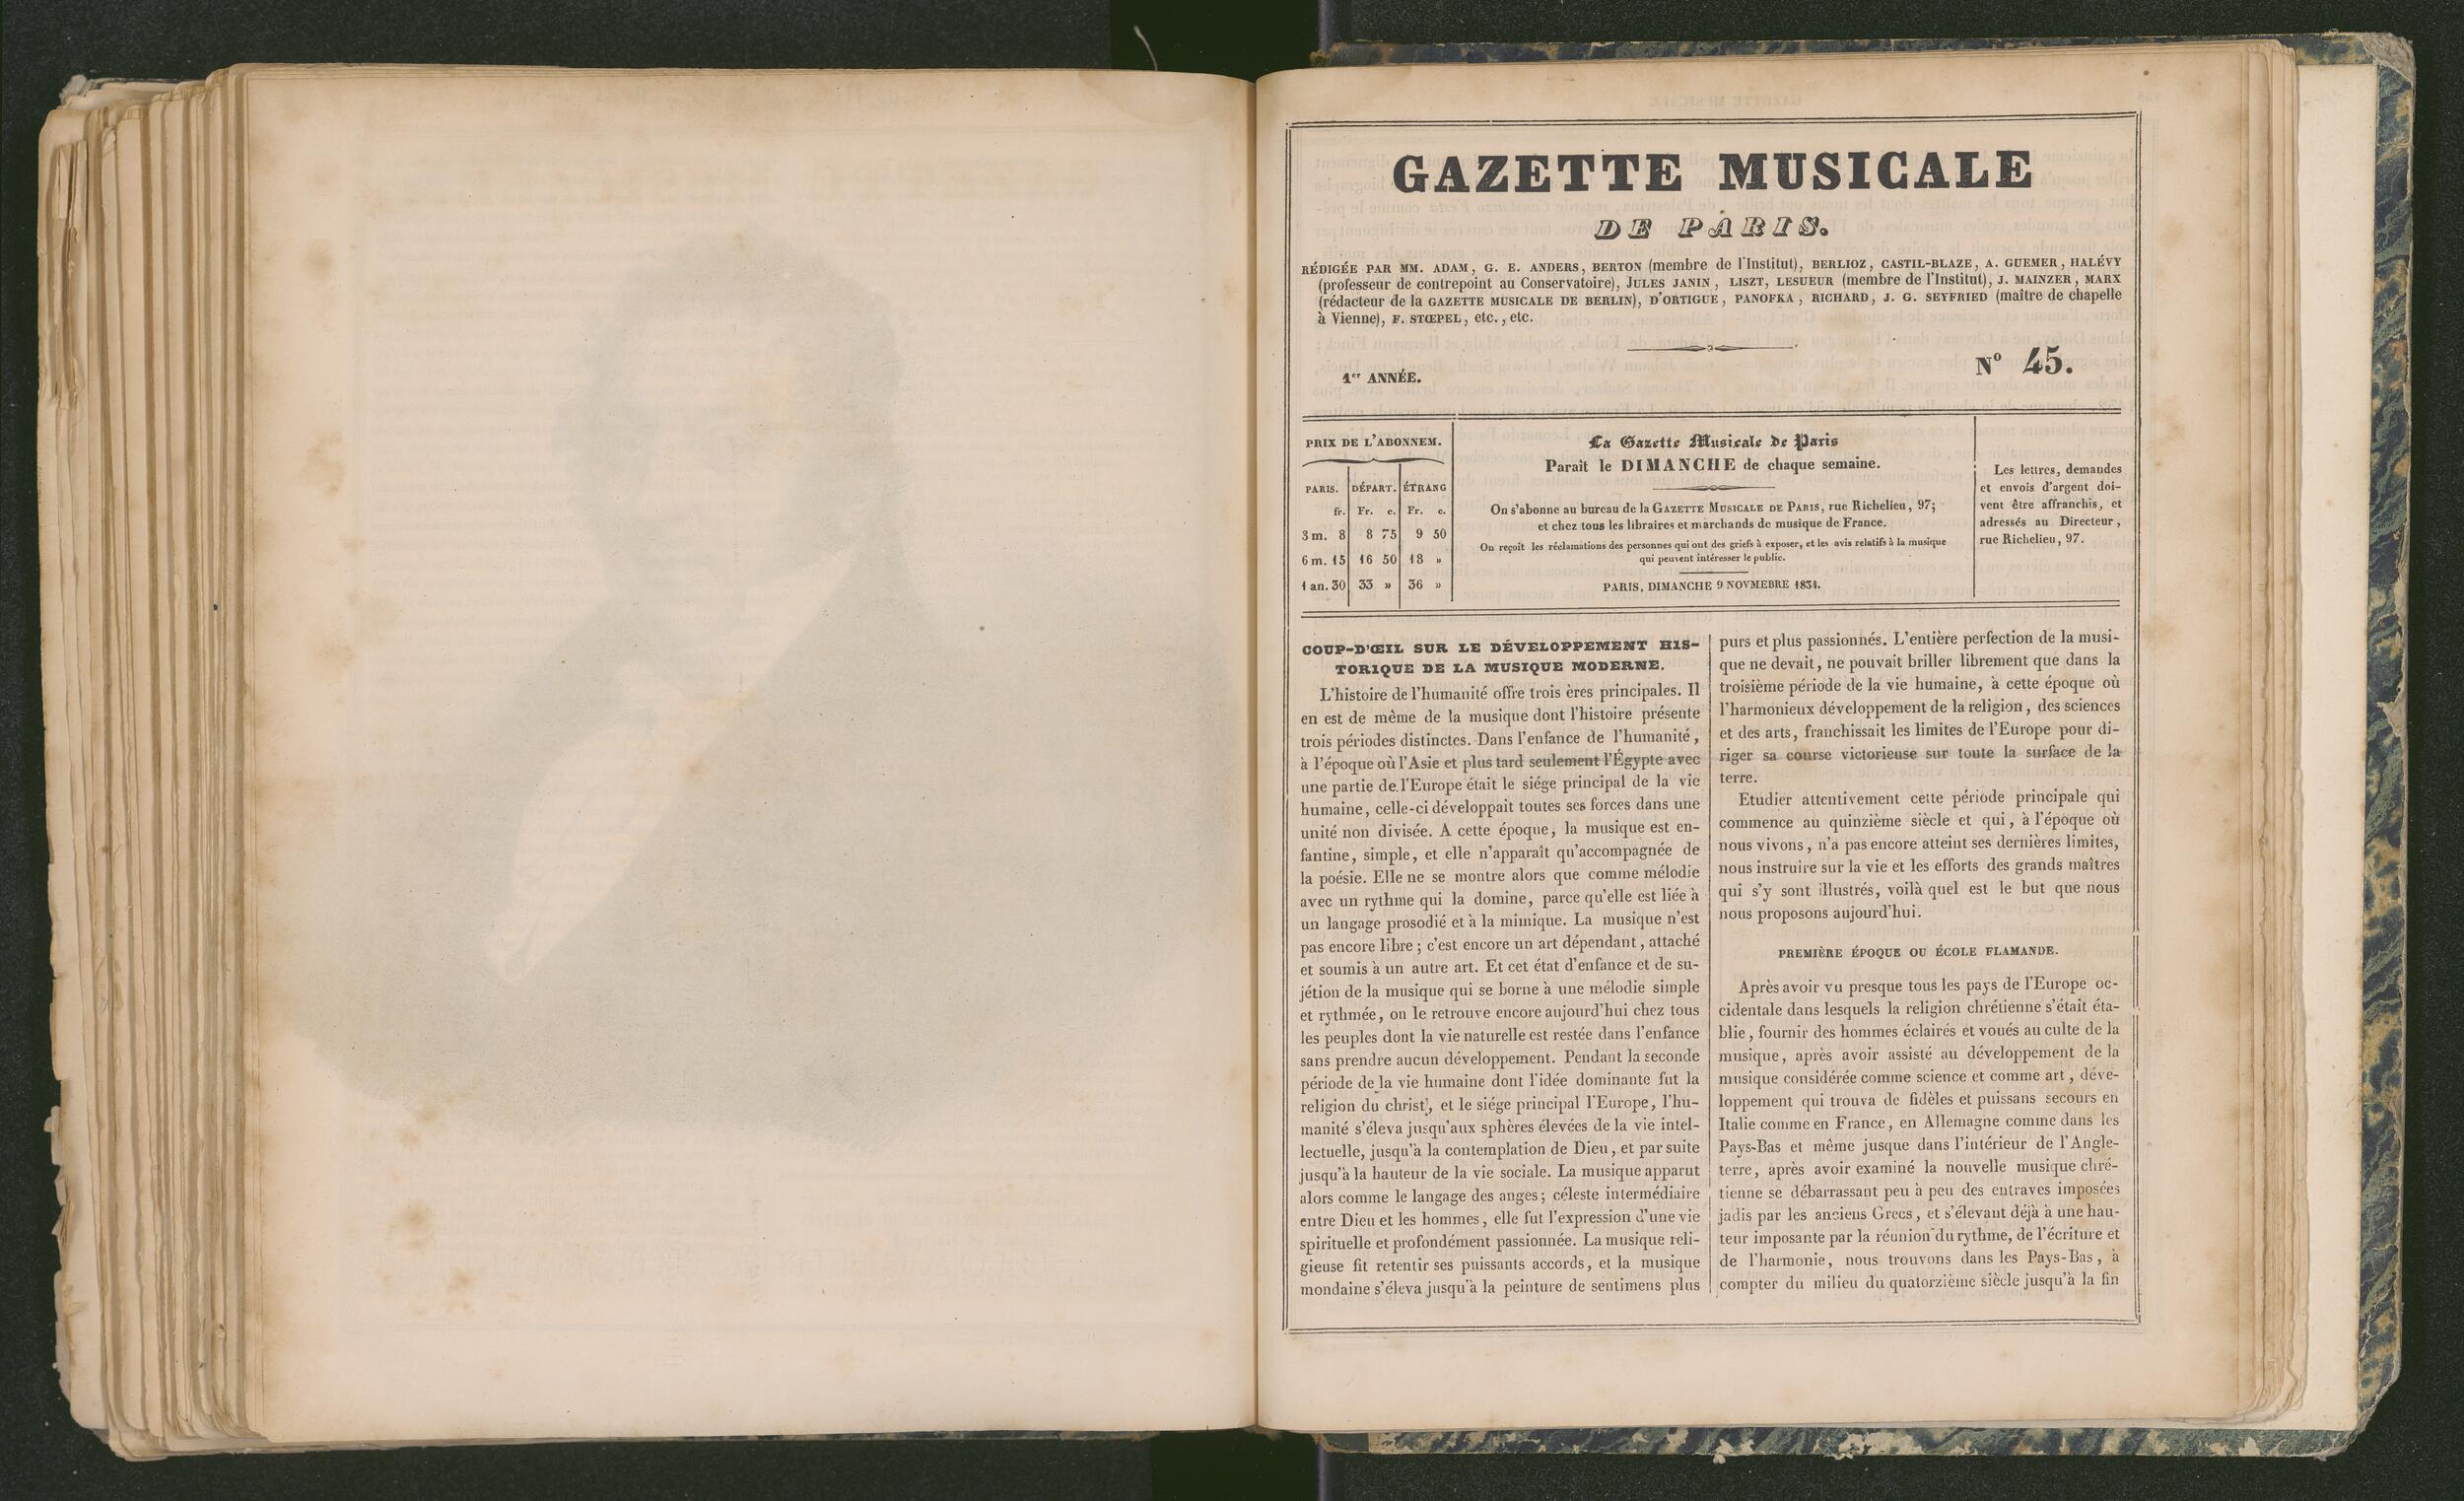 GAZETTE MUSICALE
DE PARIS.
RÉDIGÉE PAR MM. ADAM, G. E. ANDERS, BERTON (membre de l'Institut), BERLIOZ, CASTIL-BLAZE, A. GUEMER, HALÉVY
(professeur de contrepoint au Conservatoire), JULES JANIN, LISZT, LESUEUR (membre de l'Institut), J. MAINZER, MARX
(rédacteur de la GAZETTE MUSICALE DE BERLIN), D'ORTIGUE, PANOFKA, RICHARD, J. G. SEYFRIED (maître de chapelle
à Vienne), F. STŒPEL, etc., etc.
1er ANNÉE.
N° 45.
PRIX DE L'ABONNEM.
PARIS. DÉPART. ÉTRANG
fr. Fr. c. Fr. c.
3 m. 8 8 75 9 50
6 m. 15 16 50 18 »
1 an. 30 33 » 36 »
La Gazette Musicale de Paris
Paraît le DIMANCHE de chaque semaine.
On s'abonne au bureau de la GAZETTE MUSICALE DE PARIS, rue Richelieu, 97;
et chez tous les libraires et marchands de musique de France.
On reçoit les réclamations des personnes qui ont des griefs à exposer, et les avis relatifs à la musique
qui peuvent intéresser le public.
PARIS, DIMANCHE 9 NOVMEBRE 1834.
Les lettres, demandes
et envois d'argent doi-
vent être affranchis, et
adressés au Directeur,
rue Richelieu, 97.
COUP-D'ŒIL SUR LE DÉVELOPPEMENT HIS-
TORIQUE DE LA MUSIQUE MODERNE.
L'histoire de l'humanité offre trois ères principales. Il
en est de même de la musique dont l'histoire présente
trois périodes distinctes. Dans l'enfance de l'humanité,
à l'époque où l'Asie et plus tard seulement l'Égypte avec
une partie de l'Europe était le siége principal de la vie
humaine, celle-ci développait toutes ses forces dans une
unité non divisée. A cette époque, la musique est en-
fantine, simple, et elle n'apparaît qu'accompagnée de
la poésie. Elle ne se montre alors que comme mélodie
avec un rythme qui la domine, parce qu'elle est liée à
un langage prosodié et à la mimique. La musique n'est
pas encore libre; c'est encore un art dépendant, attaché
et soumis à un autre art. Et cet état d'enfance et de su-
jétion de la musique qui se borne à une mélodie simple
et rythmée, on le retrouve encore aujourd'hui chez tous
les peuples dont la vie naturelle est restée dans l'enfance
sans prendre aucun développement. Pendant la seconde
période de la vie humaine dont l'idée dominante fut la
religion du christ, et le siége principal l'Europe, l'hu-
manité s'éleva jusqu'aux sphères élevées de la vie intel-
lectuelle, jusqu'à la contemplation de Dieu, et par suite
jusqu'à la hauteur de la vie sociale. La musique apparut
alors comme le langage des anges; céleste intermédiaire
entre Dieu et les hommes, elle fut l'expression d'une vie
spirituelle et profondément passionnée. La musique reli-
gieuse fit retentir ses puissants accords, et la musique
mondaine s'éleva jusqu'à la peinture de sentimens plus
purs et plus passionnés. L'entière perfection de la musi-
que ne devait, ne pouvait briller librement que dans la
troisième période de la vie humaine, à cette époque où
l'harmonieux développement de la religion, des sciences
et des arts, franchissait les limites de l'Europe pour di-
riger sa course victorieuse sur toute la surface de la
terre.
Etudier attentivement cette période principale qui
commence au quinzième siècle et qui, à l'époque où
nous vivons, n'a pas encore atteint ses dernières limites,
nous instruire sur la vie et les efforts des grands maîtres
qui s'y sont illustrés, voilà quel est le but que nous
nous proposons aujourd'hui.
PREMIÈRE ÉPOQUE OU ÉCOLE FLAMANDE.
Après avoir vu presque tous les pays de l'Europe oc-
cidentale dans lesquels la religion chrétienne s'était éta-
blie, fournir des hommes éclairés et voués au culte de la
musique, après avoir assisté au développement de la
musique considérée comme science et comme art, déve-
loppement qui trouva de fidèles et puissans secours en
Italie comme en France, en Allemagne comme dans les
Pays-Bas et même jusque dans l'intérieur de l'Angle-
terre, après avoir examiné la nouvelle musique chré-
tienne se débarrassant peu à peu des entraves imposées
jadis par les anciens Grecs, et s'élevant déjà à une hau-
teur imposante par la réunion du rythme, de l'écriture et
de l'harmonie, nous trouvons dans les Pays-Bas, à
compter du milieu du quatorzième siècle jusqu'à la fin